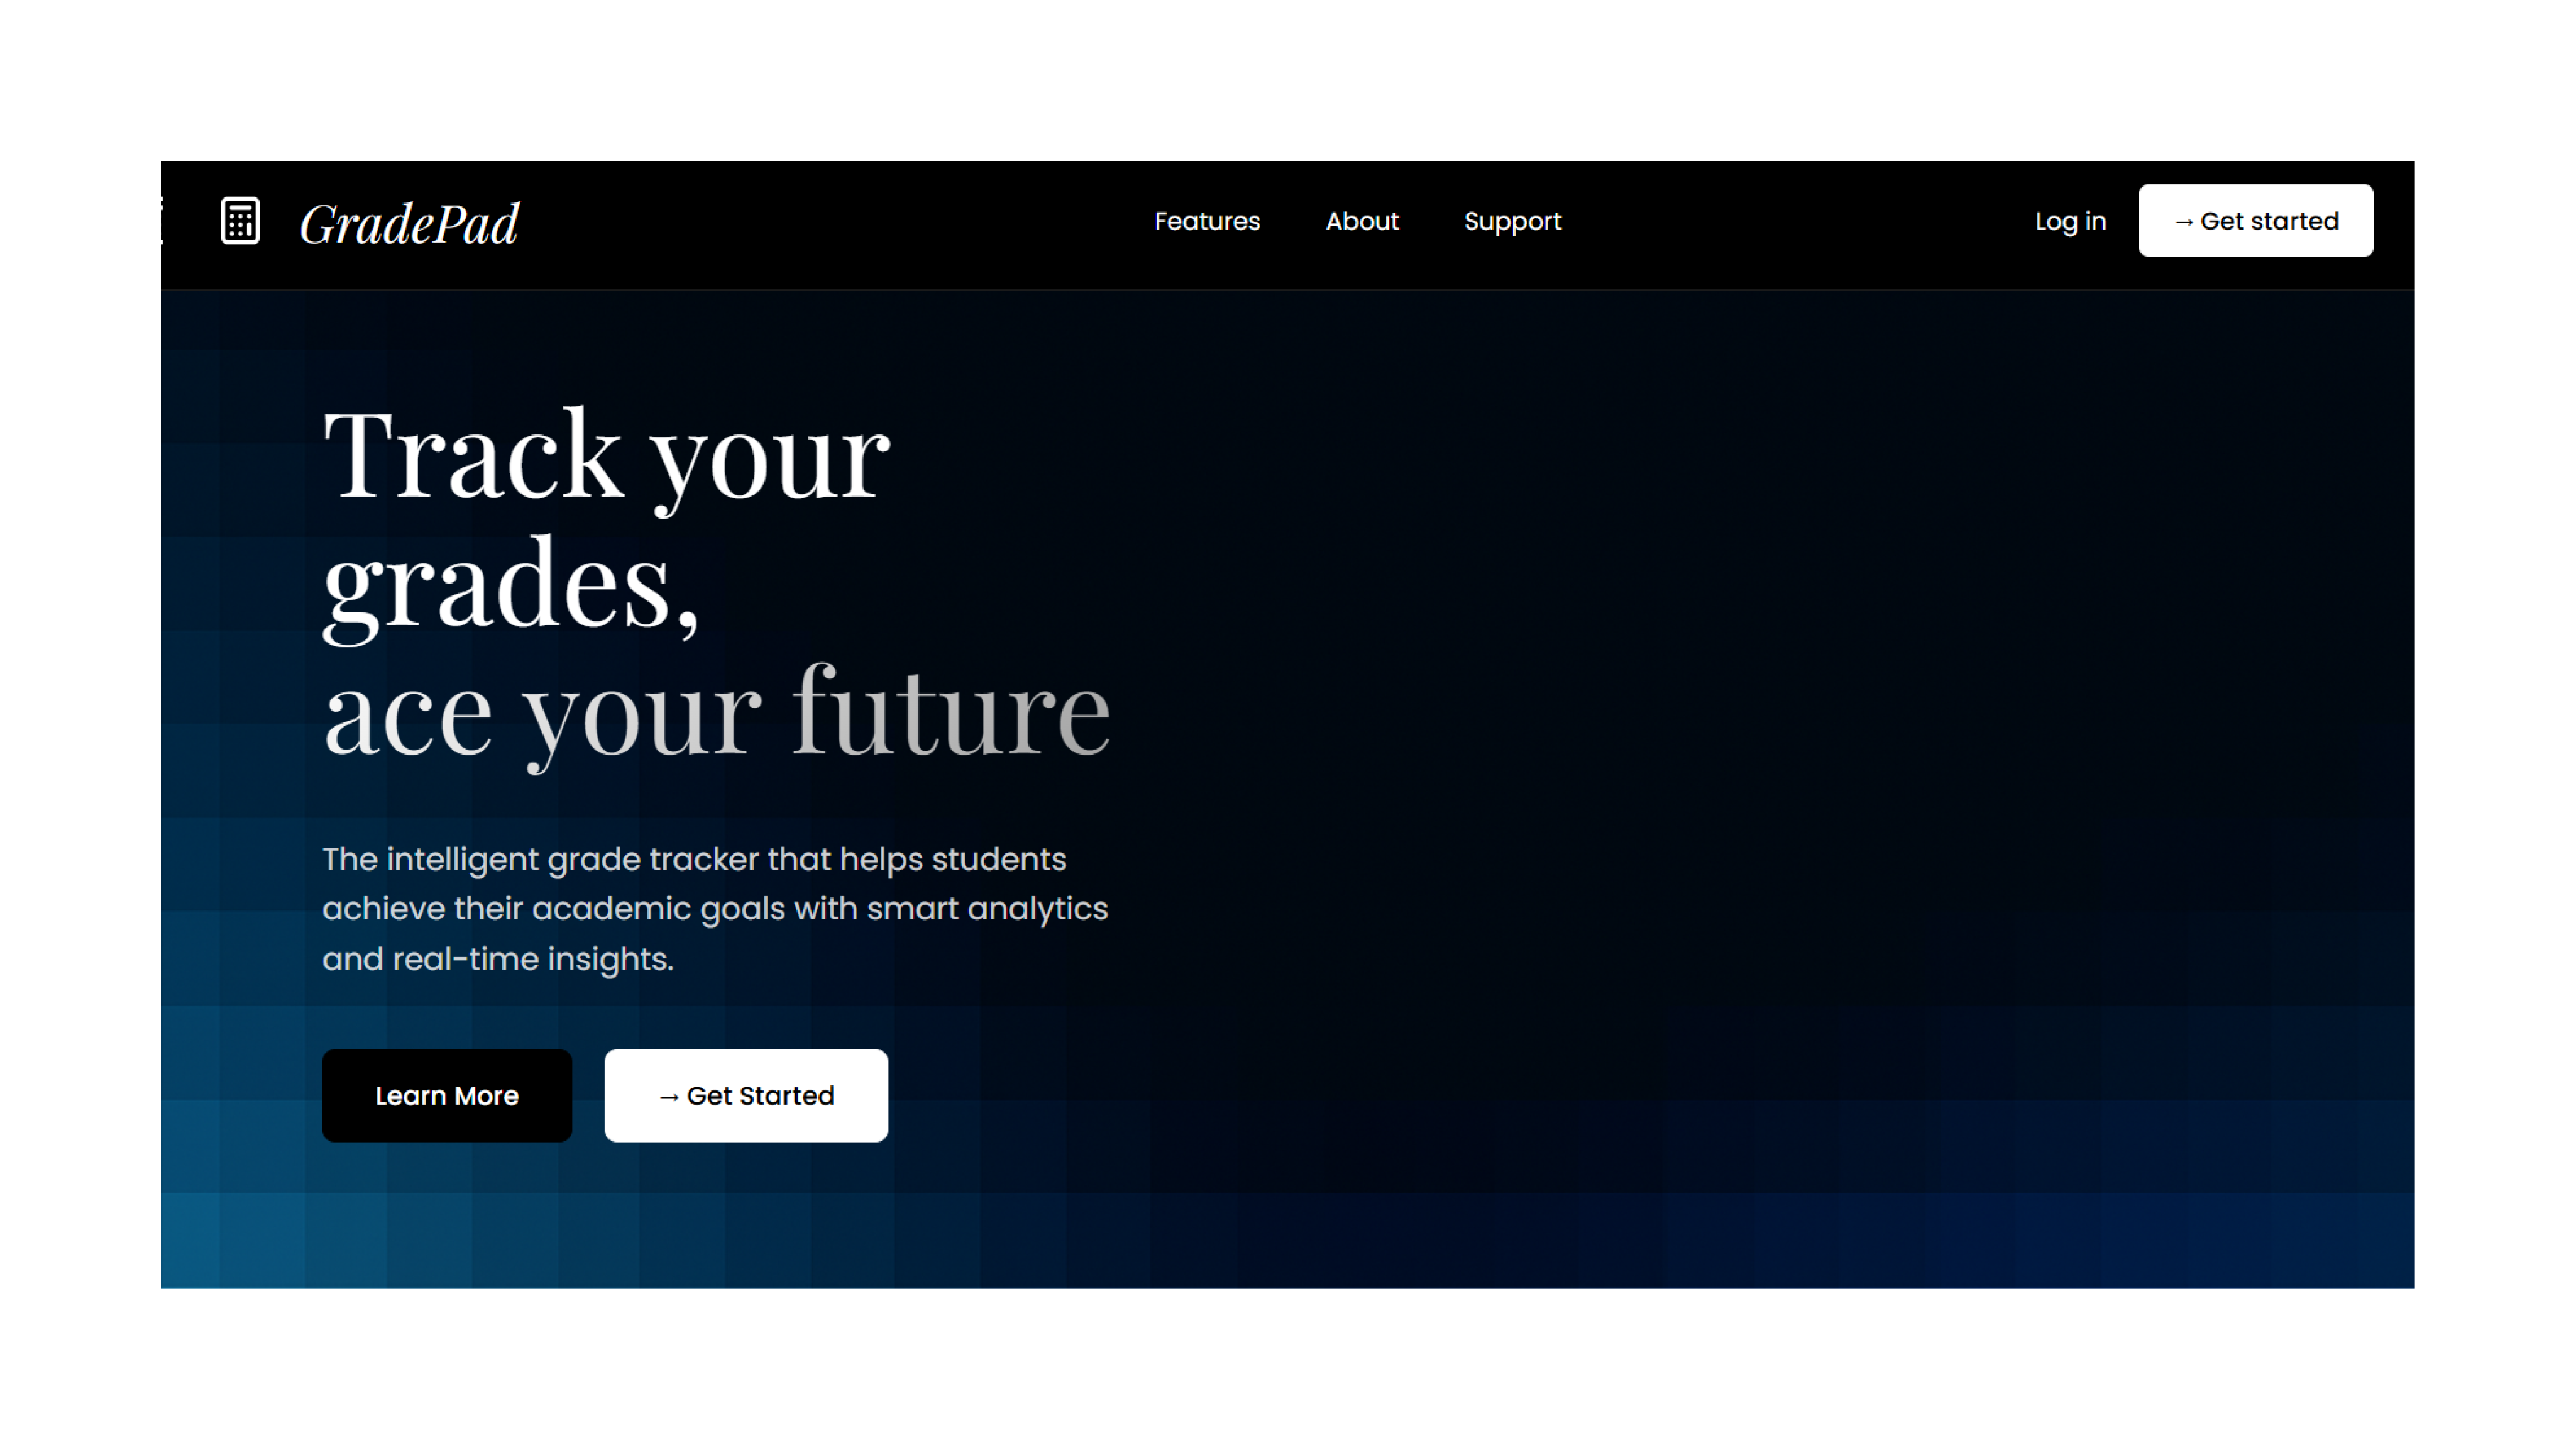 GradePad
Features
About
Support
Log in
→ Get started
Track your
grades,
ace your future
The intelligent grade tracker that helps students
achieve their academic goals with smart analytics
and real-time insights.
Learn More
→ Get Started